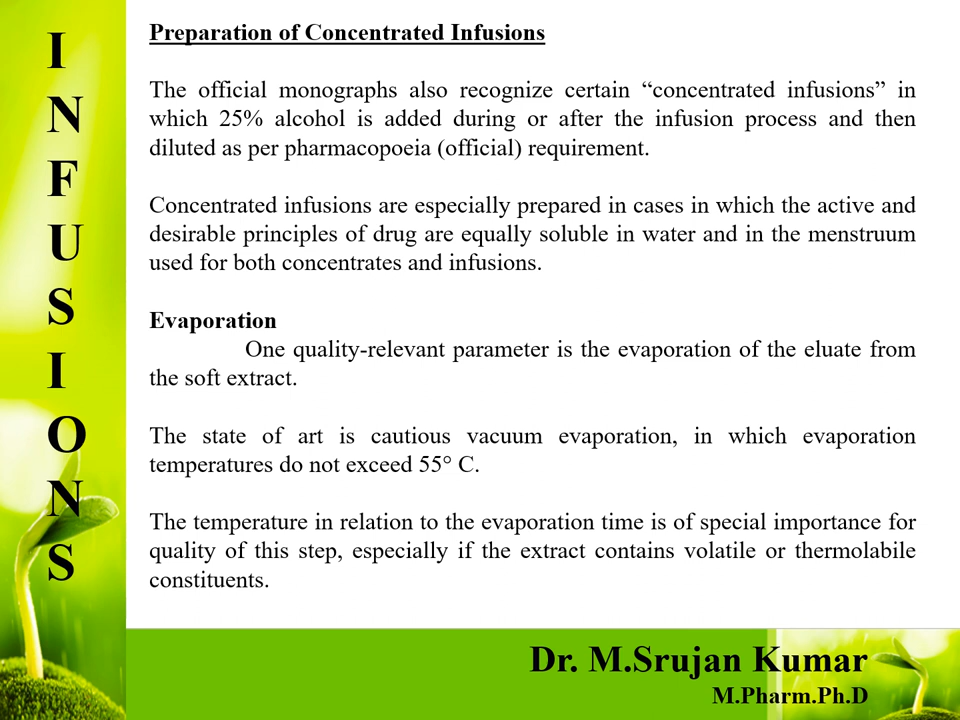 INFUSIONS
Preparation of Concentrated Infusions
The official monographs also recognize certain “concentrated infusions” in
which 25% alcohol is added during or after the infusion process and then
diluted as per pharmacopoeia (official) requirement.
Concentrated infusions are especially prepared in cases in which the active and
desirable principles of drug are equally soluble in water and in the menstruum
used for both concentrates and infusions.
Evaporation
One quality-relevant parameter is the evaporation of the eluate from
the soft extract.
The state of art is cautious vacuum evaporation, in which evaporation
temperatures do not exceed 55° C.
The temperature in relation to the evaporation time is of special importance for
quality of this step, especially if the extract contains volatile or thermolabile
constituents.
Dr. M.Srujan Kumar
M.Pharm.Ph.D